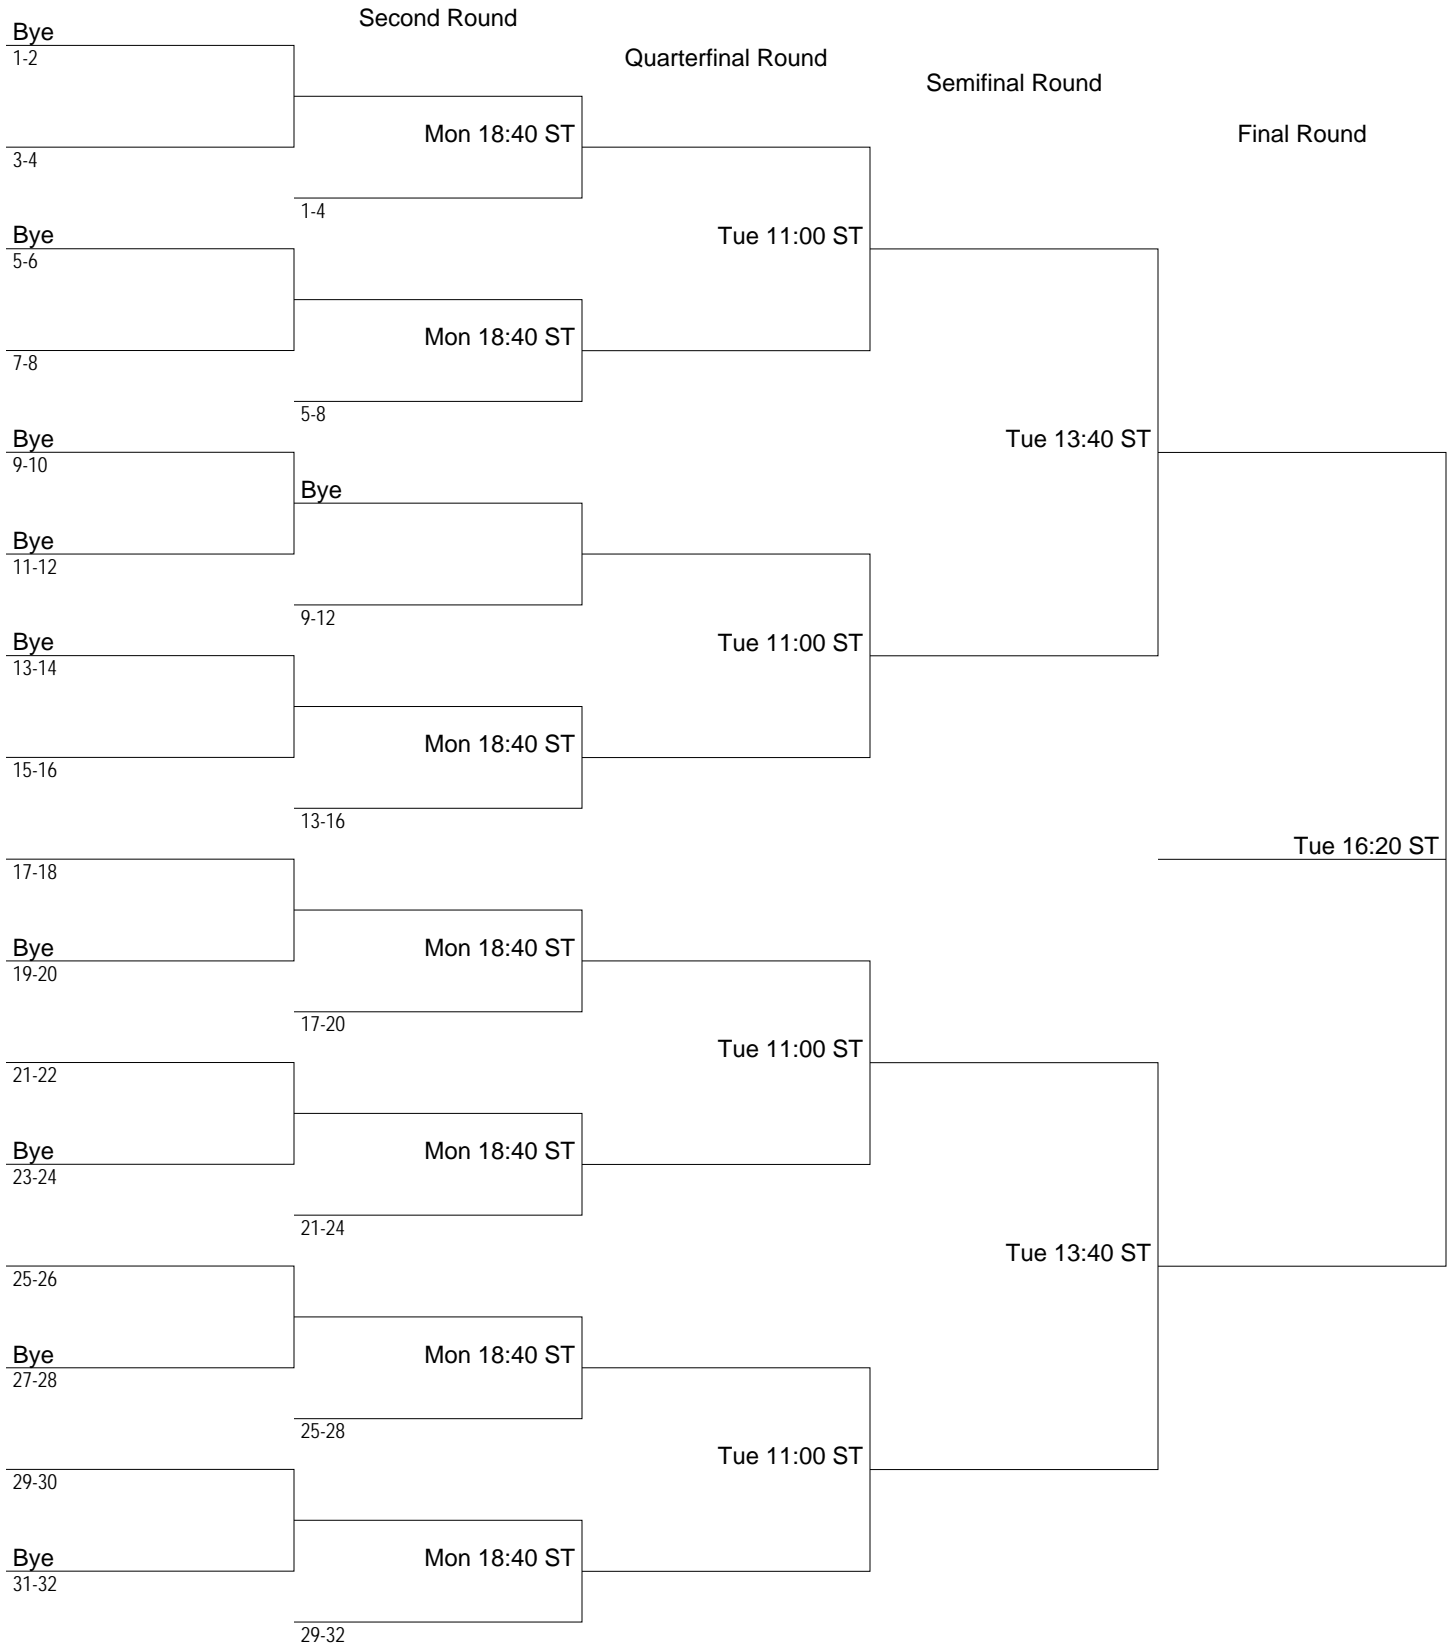 Second Round
Quarterfinal Round
Semifinal Round
Final Round
Bye
1-2
Mon 18:40 ST
3-4
1-4
Bye
5-6
Tue 11:00 ST
Mon 18:40 ST
7-8
5-8
Bye
9-10
Tue 13:40 ST
Bye
Bye
11-12
9-12
Bye
13-14
Tue 11:00 ST
Mon 18:40 ST
15-16
13-16
17-18
Tue 16:20 ST
Bye
19-20
Mon 18:40 ST
17-20
Tue 11:00 ST
21-22
Bye
23-24
Mon 18:40 ST
21-24
Tue 13:40 ST
25-26
Bye
27-28
Mon 18:40 ST
25-28
Tue 11:00 ST
29-30
Bye
31-32
Mon 18:40 ST
29-32